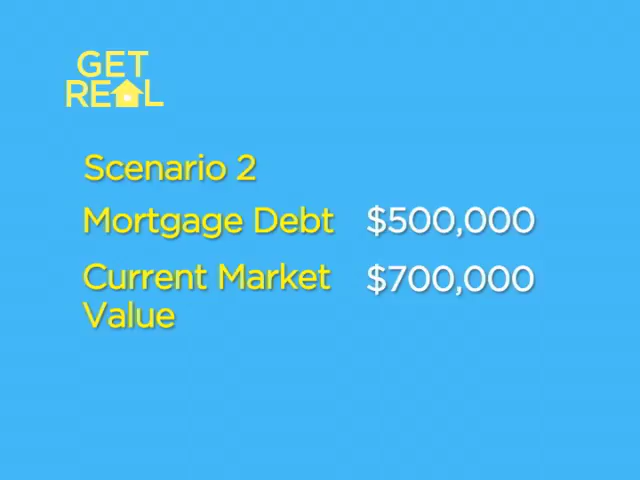 GET
REAL
Scenario 2
Mortgage Debt $500,000
Current Market $700,000
Value